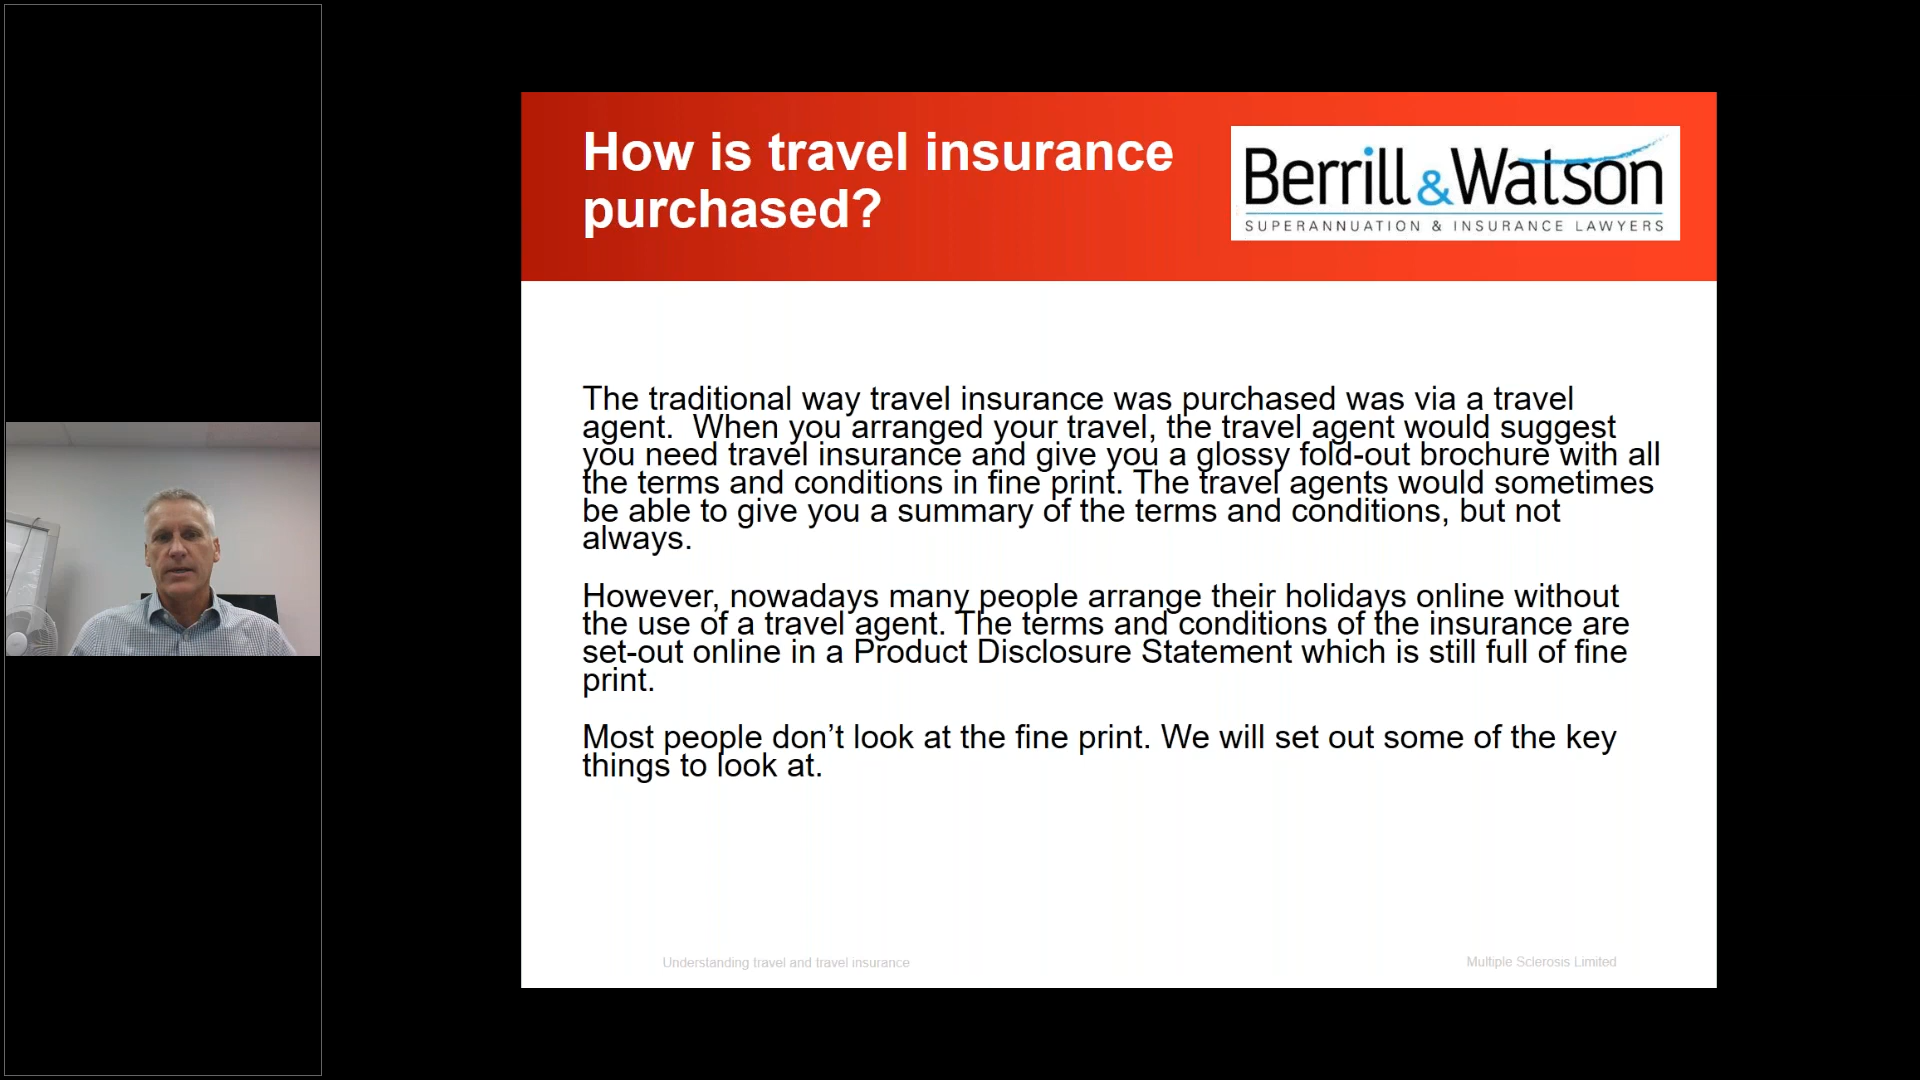 How is travel insurance
purchased?
Berrill & Watson
SUPERANNUATION & INSURANCE LAWYERS
The traditional way travel insurance was purchased was via a travel
agent.  When you arranged your travel, the travel agent would suggest
you need travel insurance and give you a glossy fold-out brochure with all
the terms and conditions in fine print. The travel agents would sometimes
be able to give you a summary of the terms and conditions, but not
always.
However, nowadays many people arrange their holidays online without
the use of a travel agent. The terms and conditions of the insurance are
set-out online in a Product Disclosure Statement which is still full of fine
print.
Most people don’t look at the fine print. We will set out some of the key
things to look at.
Understanding travel and travel insurance
Multiple Sclerosis Limited